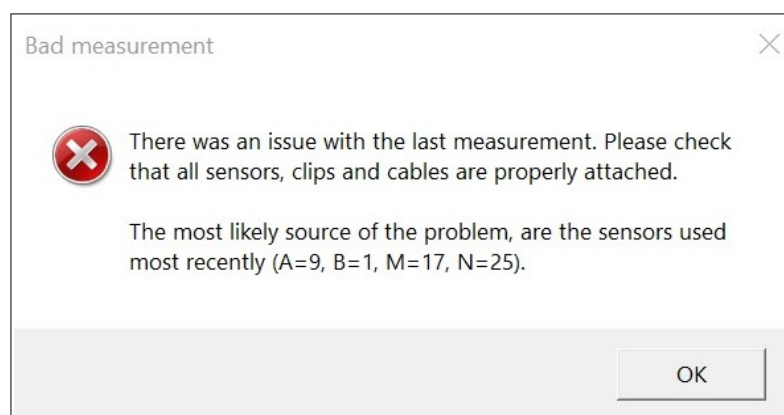 Bad measurement
There was an issue with the last measurement. Please check
that all sensors, clips and cables are properly attached.
The most likely source of the problem, are the sensors used
most recently (A=9, B=1, M=17, N=25).
OK